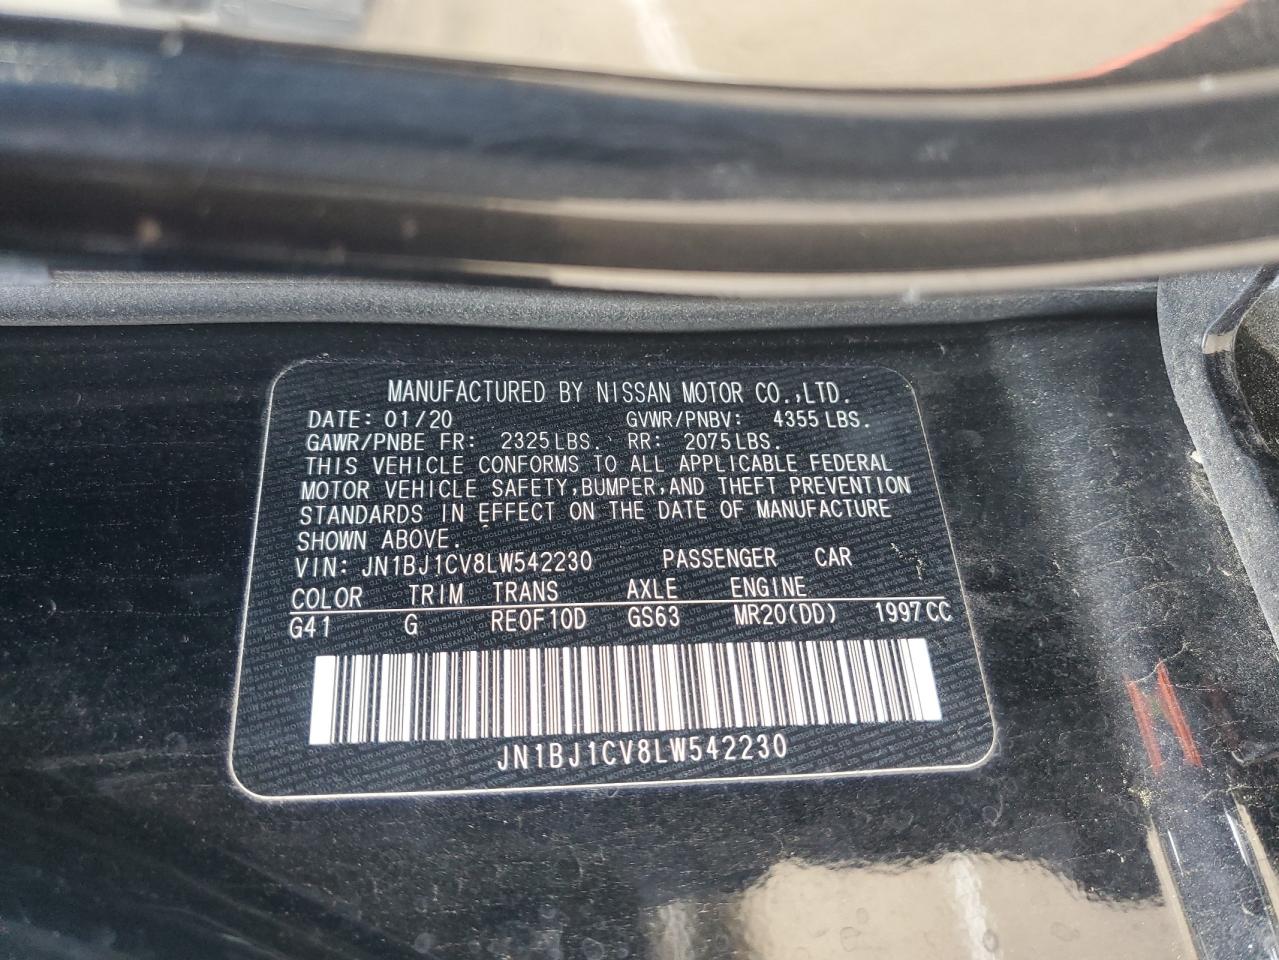 MANUFACTURED BY NISSAN MOTOR CO.,LTD.
DATE: 01/20 GVWR/PNBV: 4355 LBS.
GAWR/PNBE FR: 2325 LBS. RR: 2075 LBS.
THIS VEHICLE CONFORMS TO ALL APPLICABLE FEDERAL
MOTOR VEHICLE SAFETY,BUMPER,AND THEFT PREVENTION
STANDARDS IN EFFECT ON THE DATE OF MANUFACTURE
SHOWN ABOVE.
VIN: JN1BJ1CV8LW542230 PASSENGER CAR
COLOR TRIM TRANS AXLE ENGINE
G41 G RE0F10D GS63 MR20(DD) 1997CC
JN1BJ1CV8LW542230